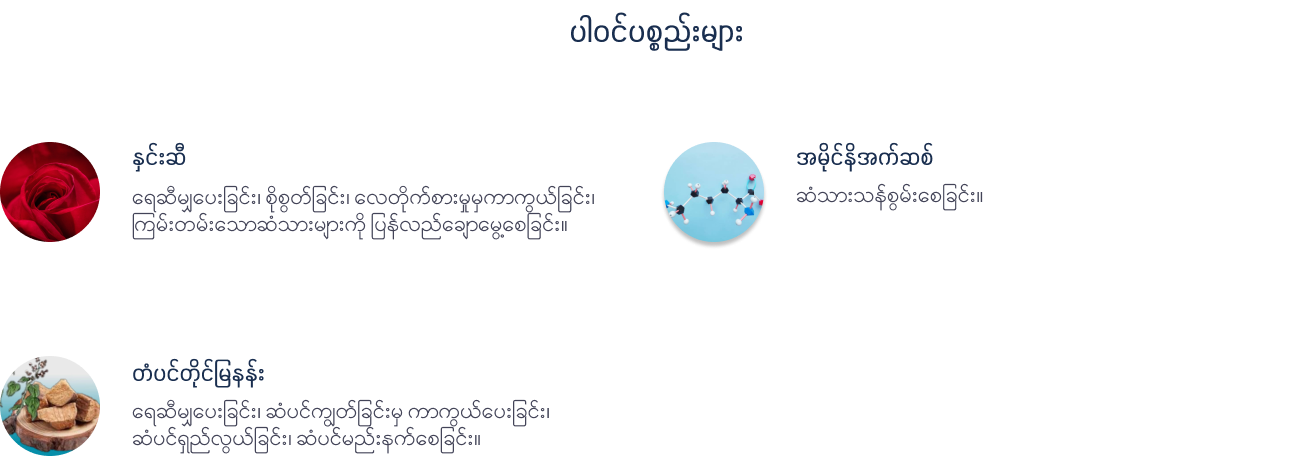 ပါဝင်ပစ္စည်းများ
နှင်းဆီ
ရေဆီမျှပေးခြင်း၊ စိုစွတ်ခြင်း၊ လေတိုက်စားမှုမှကာကွယ်ခြင်း၊
ကြမ်းတမ်းသောဆံသားများကို ပြန်လည်ချောမွေ့စေခြင်း။
အမိုင်နိအက်ဆစ်
ဆံသားသန်စွမ်းစေခြင်း။
တံပင်တိုင်မြနန်း
ရေဆီမျှပေးခြင်း၊ ဆံပင်ကျွတ်ခြင်းမှ ကာကွယ်ပေးခြင်း၊
ဆံပင်ရှည်လွယ်ခြင်း၊ ဆံပင်မည်းနက်စေခြင်း။